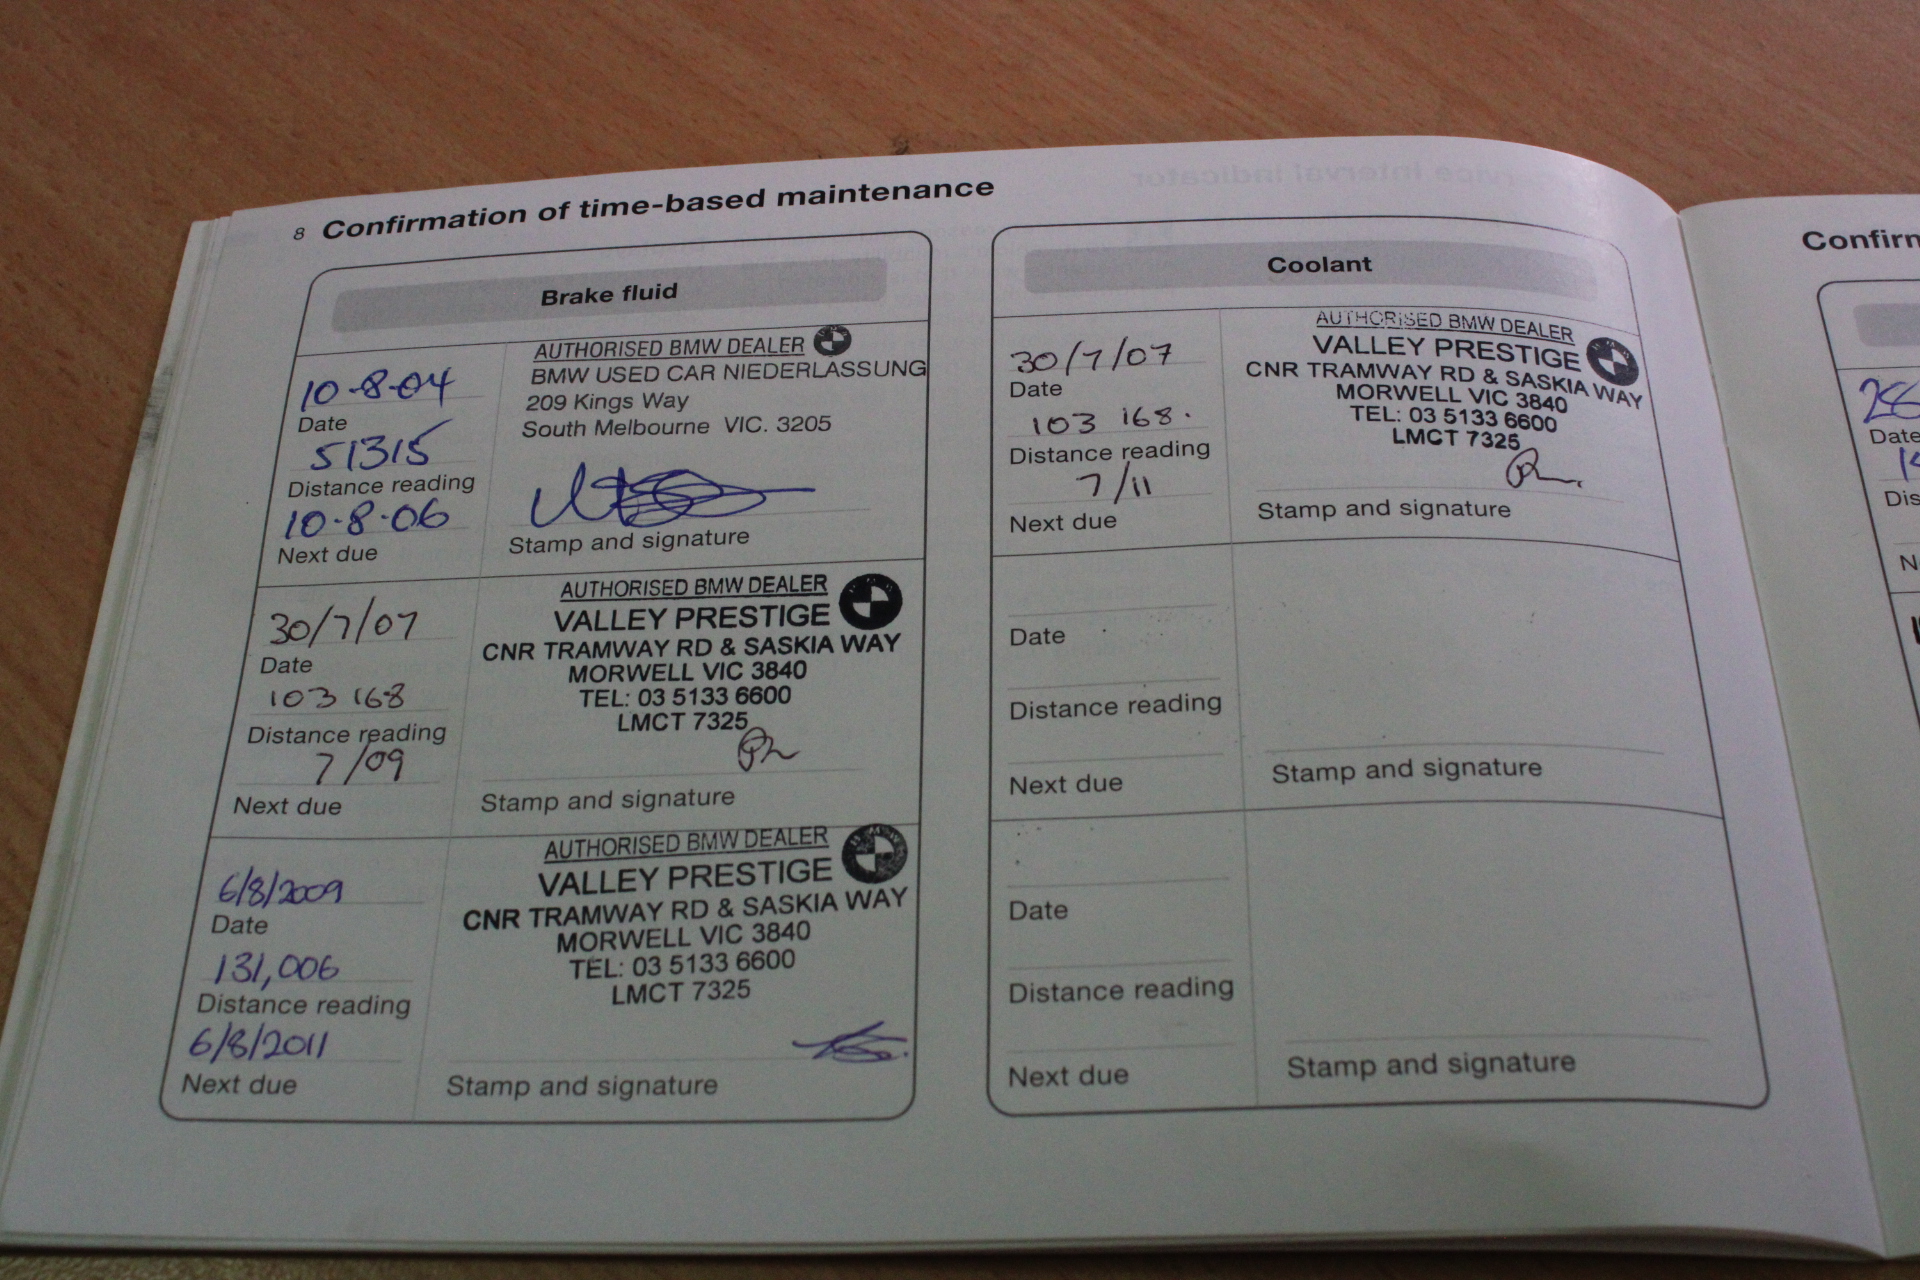 8 Confirmation of time-based maintenance
Brake fluid
10-8-04
Date
51315
Distance reading
10-8-06
Next due
AUTHORISED BMW DEALER
BMW USED CAR NIEDERLASSUNG
209 Kings Way
South Melbourne VIC. 3205
Stamp and signature
30/7/07
Date
103 168
Distance reading
7/09
Next due
AUTHORISED BMW DEALER
VALLEY PRESTIGE
CNR TRAMWAY RD & SASKIA WAY
MORWELL VIC 3840
TEL: 03 5133 6600
LMCT 7325
Stamp and signature
6/8/2009
Date
131,006
Distance reading
6/8/2011
Next due
AUTHORISED BMW DEALER
VALLEY PRESTIGE
CNR TRAMWAY RD & SASKIA WAY
MORWELL VIC 3840
TEL: 03 5133 6600
LMCT 7325
Stamp and signature
Coolant
30/7/07
Date
103 168.
Distance reading
7/11
Next due
AUTHORISED BMW DEALER
VALLEY PRESTIGE
CNR TRAMWAY RD & SASKIA WAY
MORWELL VIC 3840
TEL: 03 5133 6600
LMCT 7325
Stamp and signature
Date
Distance reading
Next due
Stamp and signature
Date
Distance reading
Next due
Stamp and signature
Confirm
Date
Dis
N